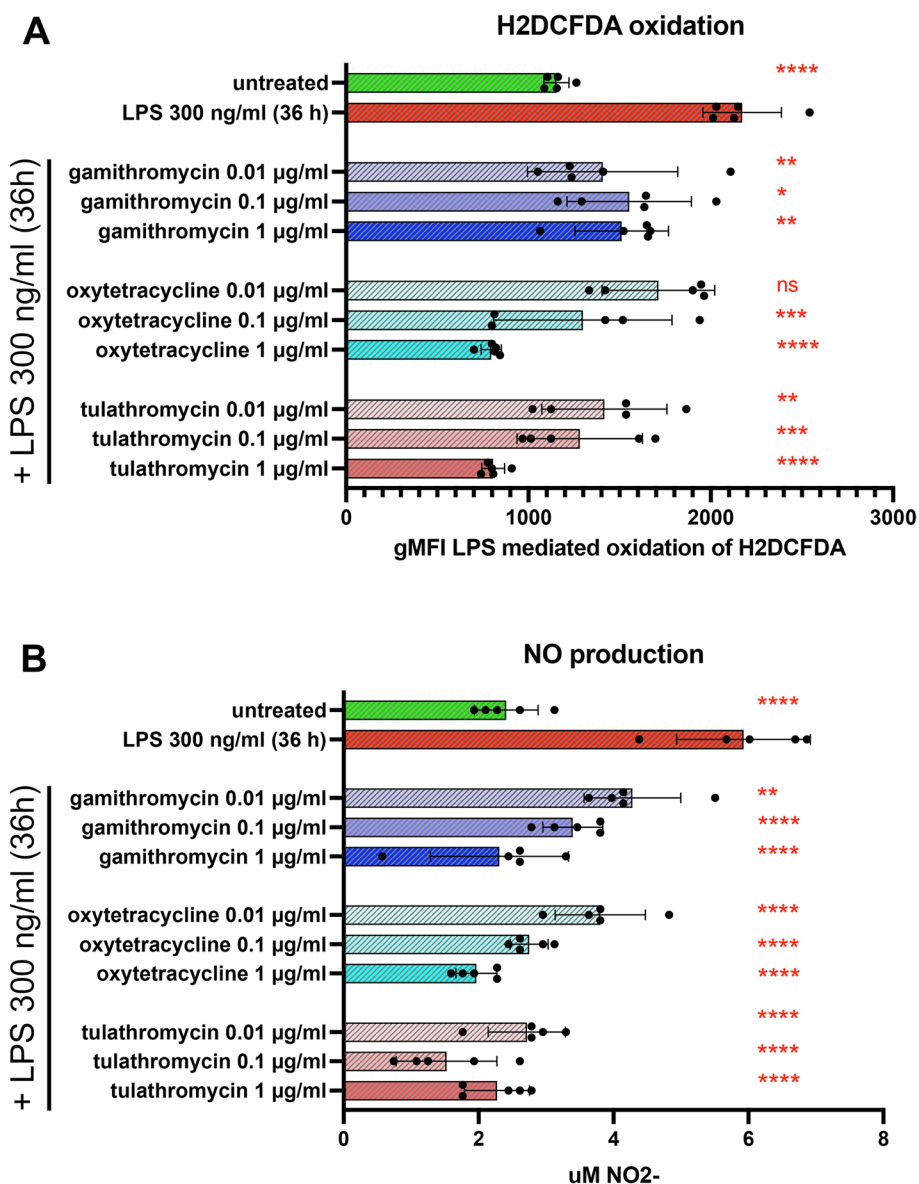 A
H2DCFDA oxidation
untreated ****
LPS 300 ng/ml (36 h)
+ LPS 300 ng/ml (36h)
gamithromycin 0.01 µg/ml **
gamithromycin 0.1 µg/ml *
gamithromycin 1 µg/ml **
oxytetracycline 0.01 µg/ml ns
oxytetracycline 0.1 µg/ml ***
oxytetracycline 1 µg/ml ****
tulathromycin 0.01 µg/ml **
tulathromycin 0.1 µg/ml ***
tulathromycin 1 µg/ml ****
0 1000 2000 3000
gMFI LPS mediated oxidation of H2DCFDA
B
NO production
untreated ****
LPS 300 ng/ml (36 h)
+ LPS 300 ng/ml (36h)
gamithromycin 0.01 µg/ml **
gamithromycin 0.1 µg/ml ****
gamithromycin 1 µg/ml ****
oxytetracycline 0.01 µg/ml ****
oxytetracycline 0.1 µg/ml ****
oxytetracycline 1 µg/ml ****
tulathromycin 0.01 µg/ml ****
tulathromycin 0.1 µg/ml ****
tulathromycin 1 µg/ml ****
0 2 4 6 8
uM NO2-